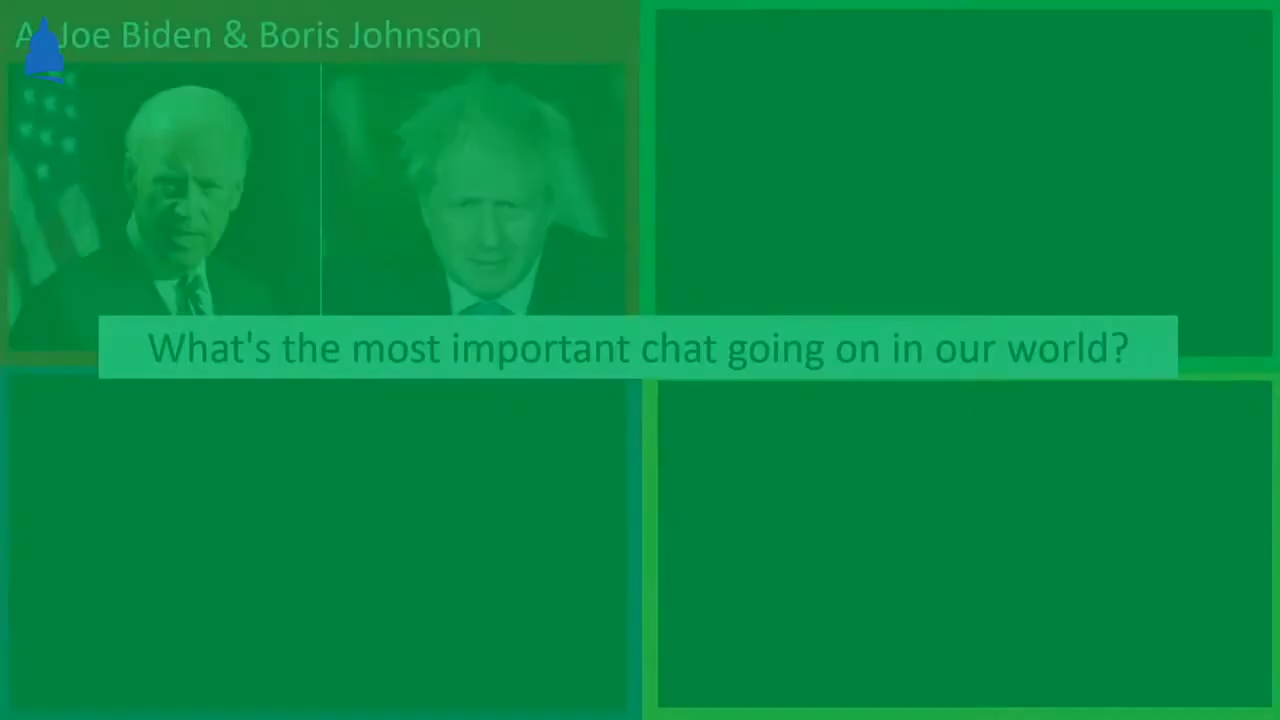 A. Joe Biden & Boris Johnson
What's the most important chat going on in our world?